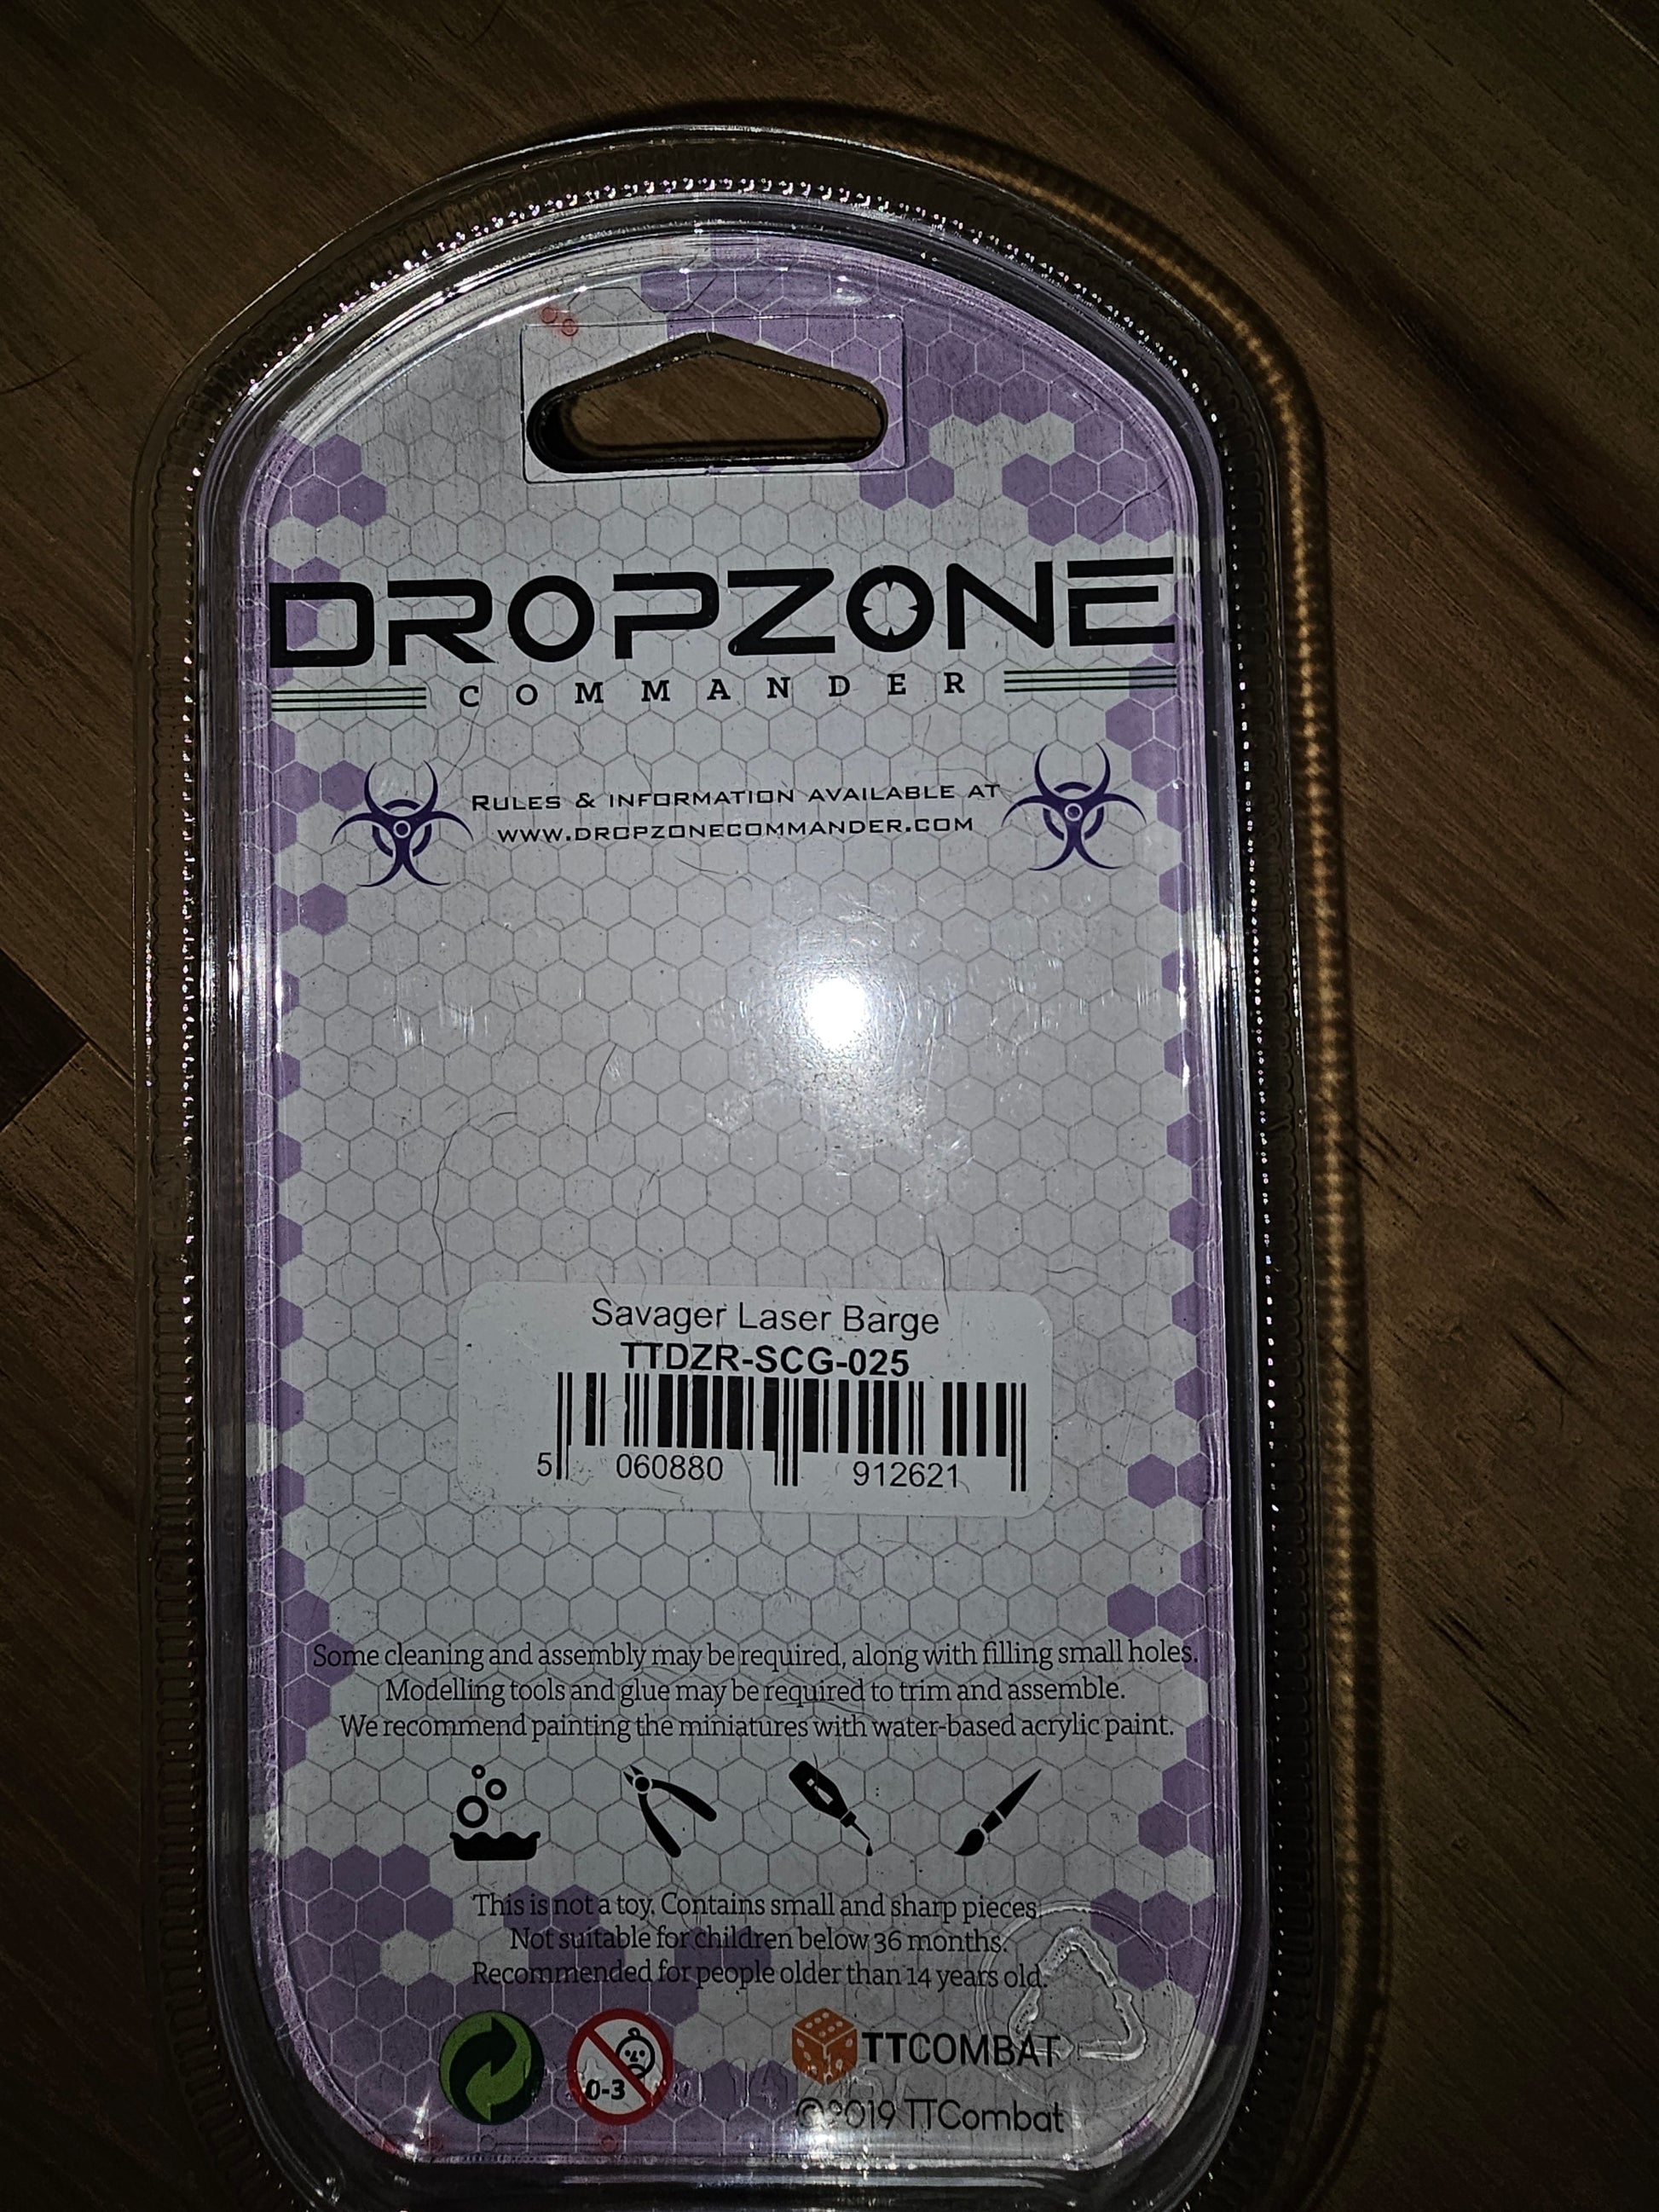 DROPZONE
COMMANDER
RULES & INFORMATION AVAILABLE AT
WWW.DROPZONECOMMANDER.COM
Savager Laser Barge
TTDZR-SCG-025
5 060880 912621
Some cleaning and assembly may be required, along with filling small holes.
Modelling tools and glue may be required to trim and assemble.
We recommend painting the miniatures with water-based acrylic paint.
This is not a toy. Contains small and sharp pieces.
Not suitable for children below 36 months.
Recommended for people older than 14 years old.
0-3
TTCOMBAT
©2019 TTCombat